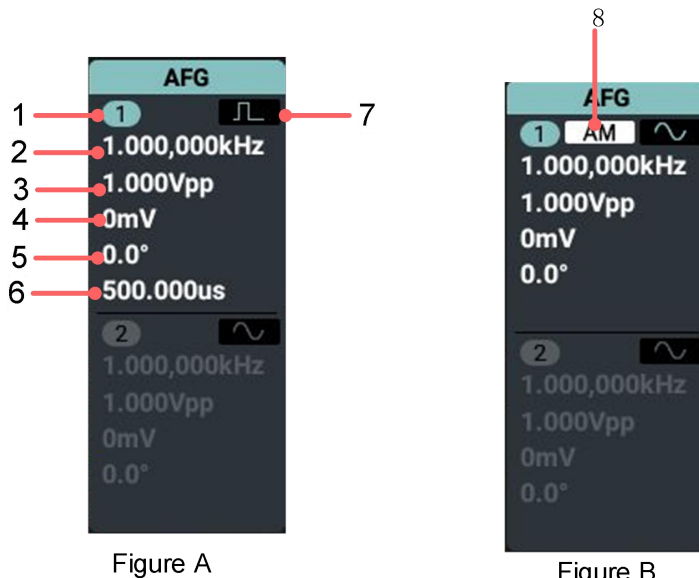 8
AFG
1 1 7
2 1.000,000kHz
3 1.000Vpp
4 0mV
5 0.0°
6 500.000us
2
1.000,000kHz
1.000Vpp
0mV
0.0°
Figure A
AFG
1 AM
1.000,000kHz
1.000Vpp
0mV
0.0°
2
1.000,000kHz
1.000Vpp
0mV
0.0°
Figure B